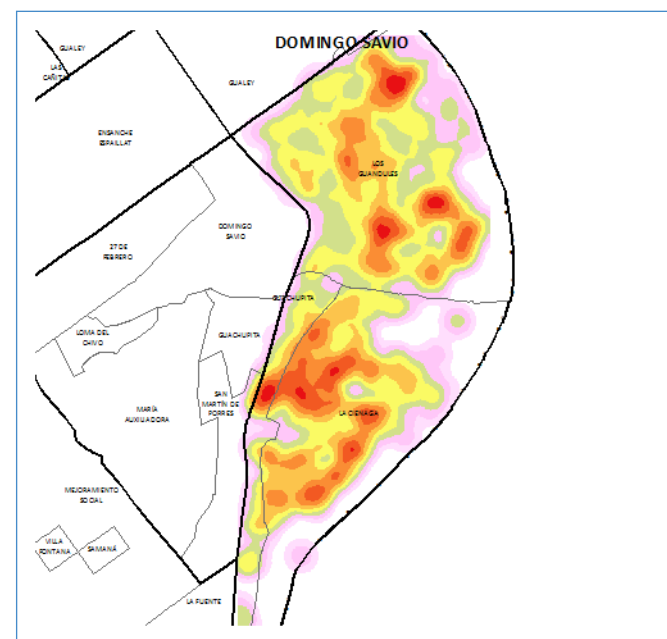 DOMINGO SAVIO
GUALEY
LAS
CAÑITAS
GUALEY
ENSANCHE
ESPAILLAT
LOS
GUANDULES
DOMINGO
SAVIO
27 DE
FEBRERO
GUACHUPITA
LOMA DEL
CHIVO
GUACHUPITA
SAN
MARTÍN DE
PORRES
MARÍA
AUXILIADORA
LA CIENÁGA
MEJORAMIENTO
SOCIAL
VILLA
FONTANA
SAMANÁ
LA FUENTE